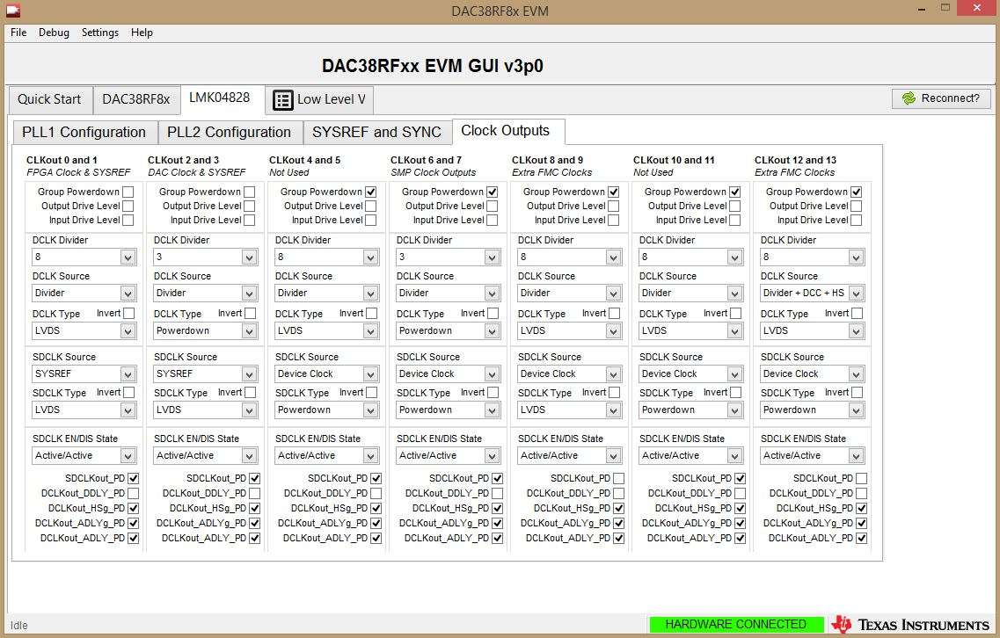 DAC38RF8x EVM
File Debug Settings Help
DAC38RFxx EVM GUI v3p0
Quick Start DAC38RF8x LMK04828 Low Level V Reconnect?
PLL1 Configuration PLL2 Configuration SYSREF and SYNC Clock Outputs
CLKout 0 and 1 CLKout 2 and 3 CLKout 4 and 5 CLKout 6 and 7 CLKout 8 and 9 CLKout 10 and 11 CLKout 12 and 13
FPGA Clock & SYSREF DAC Clock & SYSREF Not Used SMP Clock Outputs Extra FMC Clocks Not Used Extra FMC Clocks
Group Powerdown Group Powerdown Group Powerdown Group Powerdown Group Powerdown Group Powerdown Group Powerdown
Output Drive Level Output Drive Level Output Drive Level Output Drive Level Output Drive Level Output Drive Level Output Drive Level
Input Drive Level Input Drive Level Input Drive Level Input Drive Level Input Drive Level Input Drive Level Input Drive Level
DCLK Divider DCLK Divider DCLK Divider DCLK Divider DCLK Divider DCLK Divider DCLK Divider
8 3 8 3 8 8 8
DCLK Source DCLK Source DCLK Source DCLK Source DCLK Source DCLK Source DCLK Source
Divider Divider Divider Divider Divider Divider Divider + DCC + HS
DCLK Type Invert DCLK Type Invert DCLK Type Invert DCLK Type Invert DCLK Type Invert DCLK Type Invert DCLK Type Invert
LVDS Powerdown LVDS Powerdown LVDS LVDS LVDS
SDCLK Source SDCLK Source SDCLK Source SDCLK Source SDCLK Source SDCLK Source SDCLK Source
SYSREF SYSREF Device Clock Device Clock Device Clock Device Clock Device Clock
SDCLK Type Invert SDCLK Type Invert SDCLK Type Invert SDCLK Type Invert SDCLK Type Invert SDCLK Type Invert SDCLK Type Invert
LVDS LVDS Powerdown Powerdown LVDS Powerdown Powerdown
SDCLK EN/DIS State SDCLK EN/DIS State SDCLK EN/DIS State SDCLK EN/DIS State SDCLK EN/DIS State SDCLK EN/DIS State SDCLK EN/DIS State
Active/Active Active/Active Active/Active Active/Active Active/Active Active/Active Active/Active
SDCLKout_PD SDCLKout_PD SDCLKout_PD SDCLKout_PD SDCLKout_PD SDCLKout_PD SDCLKout_PD
DCLKout_DDLY_PD DCLKout_DDLY_PD DCLKout_DDLY_PD DCLKout_DDLY_PD DCLKout_DDLY_PD DCLKout_DDLY_PD DCLKout_DDLY_PD
DCLKout_HSg_PD DCLKout_HSg_PD DCLKout_HSg_PD DCLKout_HSg_PD DCLKout_HSg_PD DCLKout_HSg_PD DCLKout_HSg_PD
DCLKout_ADLYg_PD DCLKout_ADLYg_PD DCLKout_ADLYg_PD DCLKout_ADLYg_PD DCLKout_ADLYg_PD DCLKout_ADLYg_PD DCLKout_ADLYg_PD
DCLKout_ADLY_PD DCLKout_ADLY_PD DCLKout_ADLY_PD DCLKout_ADLY_PD DCLKout_ADLY_PD DCLKout_ADLY_PD DCLKout_ADLY_PD
Idle HARDWARE CONNECTED TEXAS INSTRUMENTS